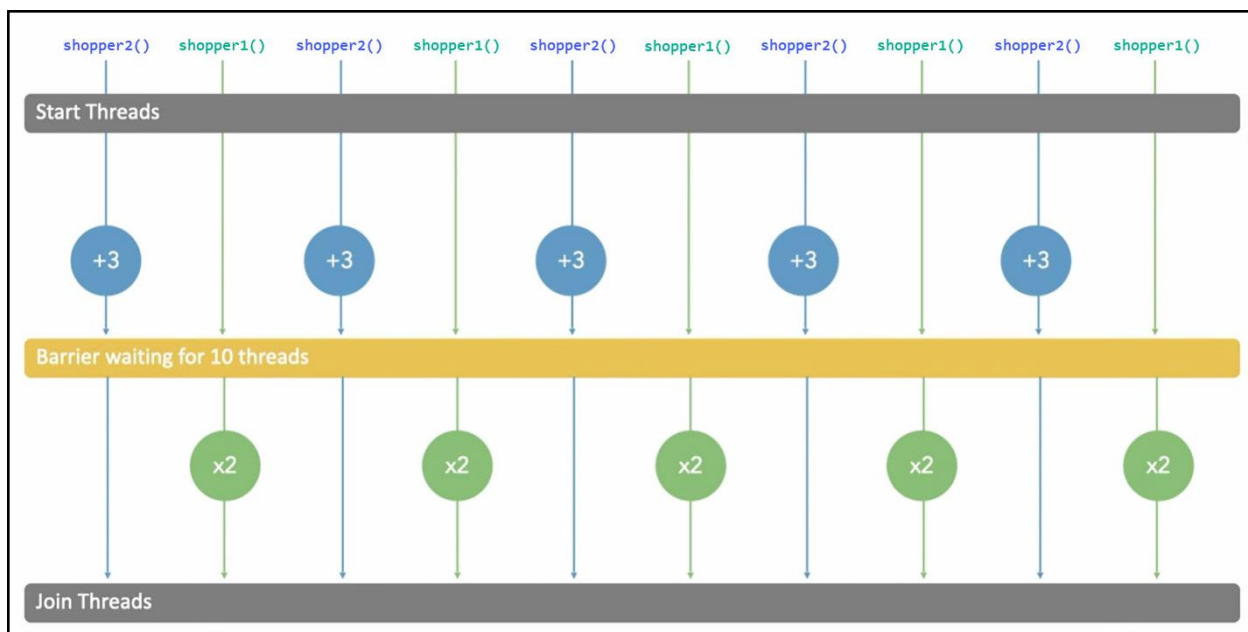 shopper2() shopper1() shopper2() shopper1() shopper2() shopper1() shopper2() shopper1() shopper2() shopper1()
Start Threads
+3 +3 +3 +3 +3
Barrier waiting for 10 threads
x2 x2 x2 x2 x2
Join Threads